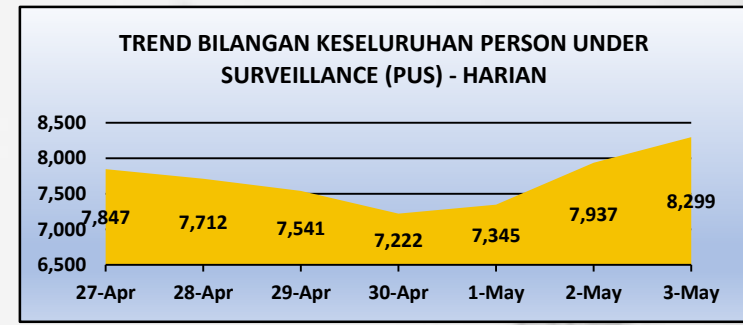 TREND BILANGAN KESELURUHAN PERSON UNDER
SURVEILLANCE (PUS) - HARIAN
8,500
8,000
7,500
7,000
6,500
7,847
7,712
7,541
7,222
7,345
7,937
8,299
27-Apr
28-Apr
29-Apr
30-Apr
1-May
2-May
3-May